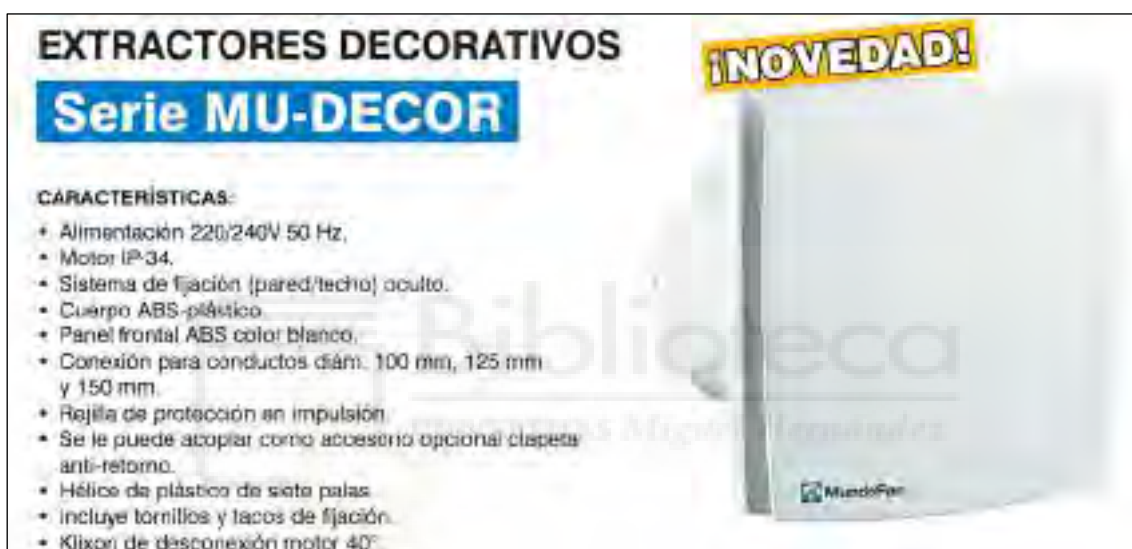 EXTRACTORES DECORATIVOS
¡NOVEDAD!
Serie MU-DECOR
CARACTERÍSTICAS:
• Alimentación 220/240V 50 Hz.
• Motor IP-34.
• Sistema de fijación (pared/techo) oculto.
• Cuerpo ABS-plástico.
• Panel frontal ABS color blanco.
• Conexión para conductos diám. 100 mm, 125 mm
y 150 mm.
• Rejilla de protección en impulsión.
• Se le puede acoplar como accesorio opcional clapeta
anti-retorno.
• Hélice de plástico de siete palas.
• Incluye tornillos y tacos de fijación.
• Klixon de desconexión motor 40°.
MundoFan
Biblioteca
Miguel Hernández